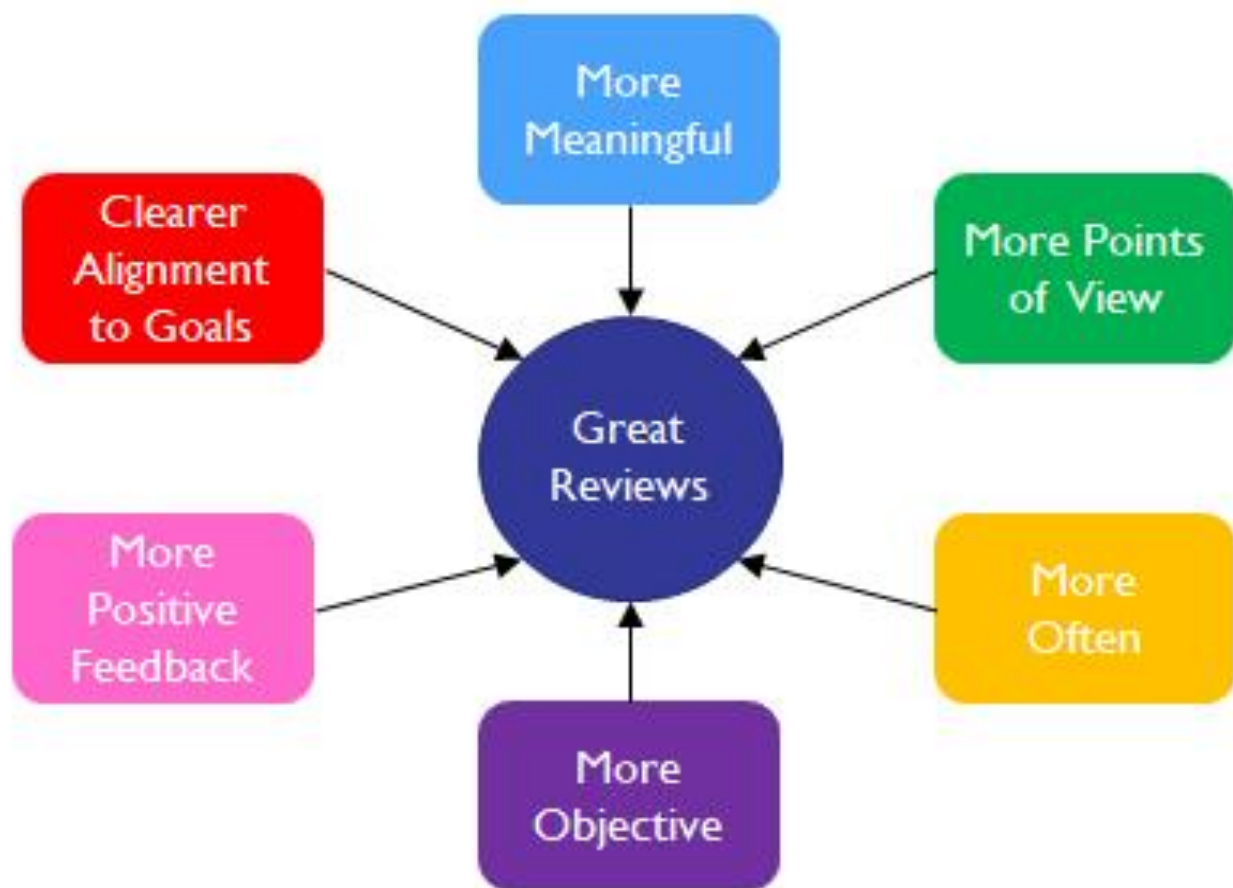 More
Meaningful
Clearer
Alignment
to Goals
More Points
of View
Great
Reviews
More
Positive
Feedback
More
Often
More
Objective